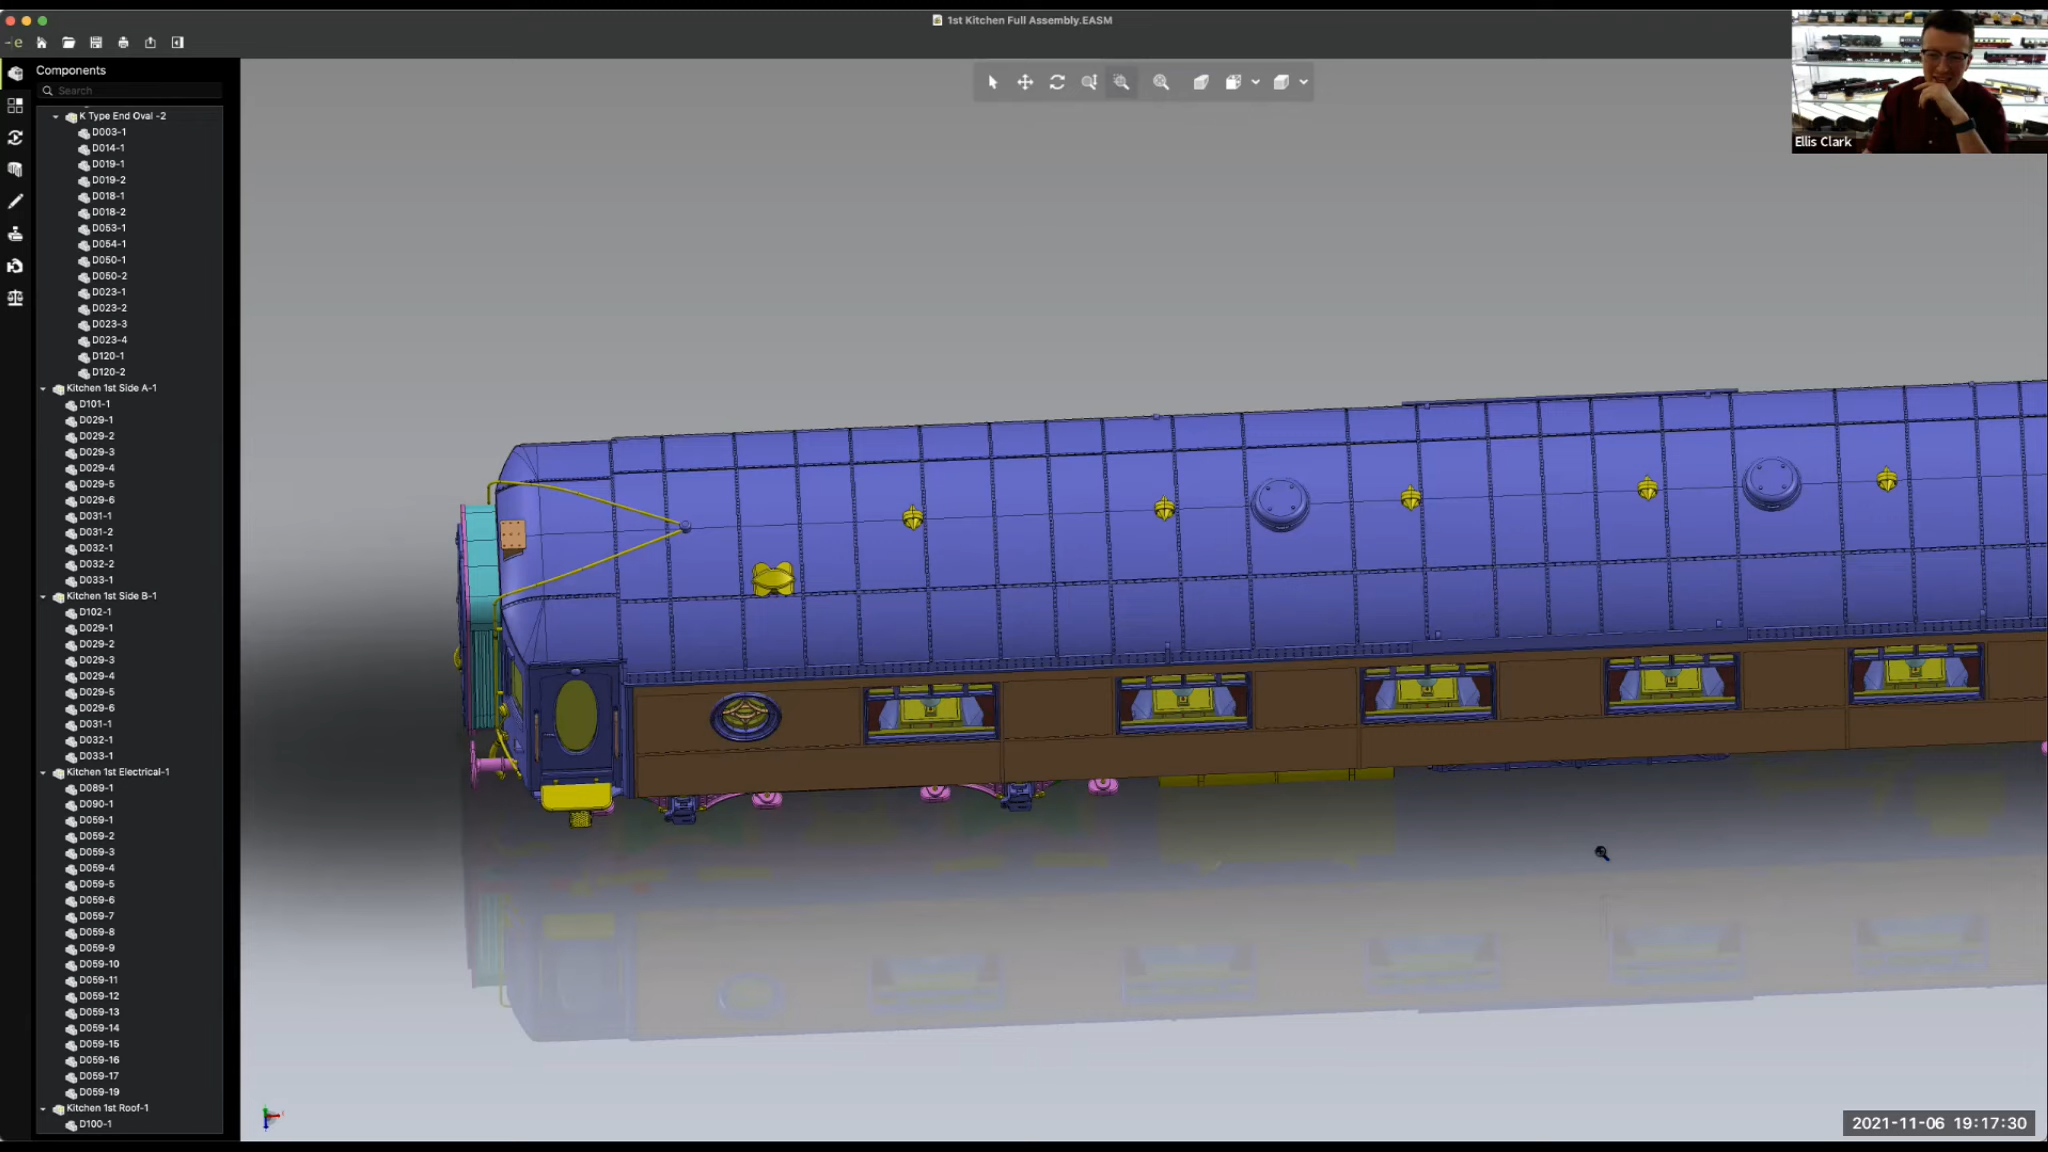 1st Kitchen Full Assembly.EASM
e
Components
Search
K Type End Oval -2
D003-1
D014-1
D019-1
D019-2
D018-1
D018-2
D053-1
D054-1
D050-1
D050-2
D023-1
D023-2
D023-3
D023-4
D120-1
D120-2
Kitchen 1st Side A-1
D101-1
D029-1
D029-2
D029-3
D029-4
D029-5
D029-6
D031-1
D031-2
D032-1
D032-2
D033-1
Kitchen 1st Side B-1
D102-1
D029-1
D029-2
D029-3
D029-4
D029-5
D029-6
D031-1
D032-1
D033-1
Kitchen 1st Electrical-1
D089-1
D090-1
D059-1
D059-2
D059-3
D059-4
D059-5
D059-6
D059-7
D059-8
D059-9
D059-10
D059-11
D059-12
D059-13
D059-14
D059-15
D059-16
D059-17
D059-19
Kitchen 1st Roof-1
D100-1
Ellis Clark
2021-11-06 19:17:30